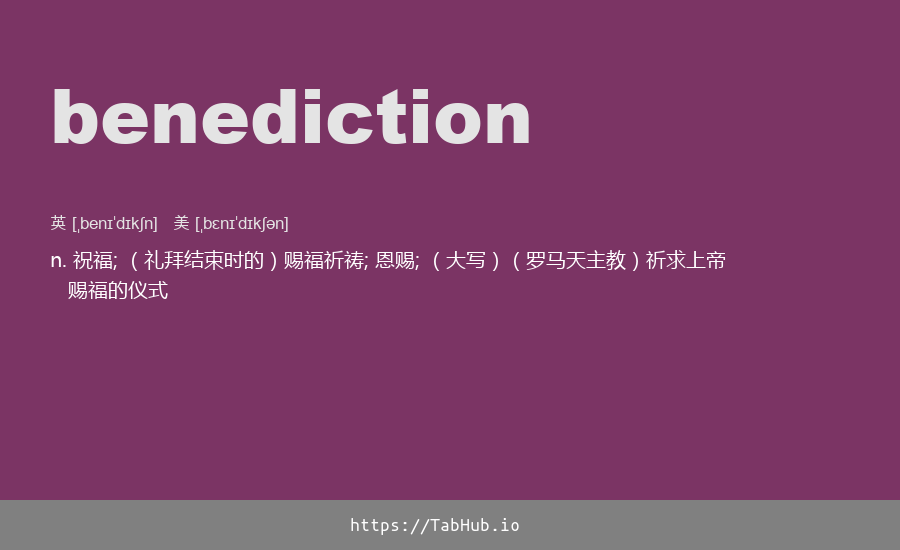 benediction
英 [ˌbenɪˈdɪkʃn]   美 [ˌbɛnɪˈdɪkʃən]
n. 祝福; （礼拜结束时的）赐福祈祷; 恩赐; （大写）（罗马天主教）祈求上帝
赐福的仪式
https://TabHub.io